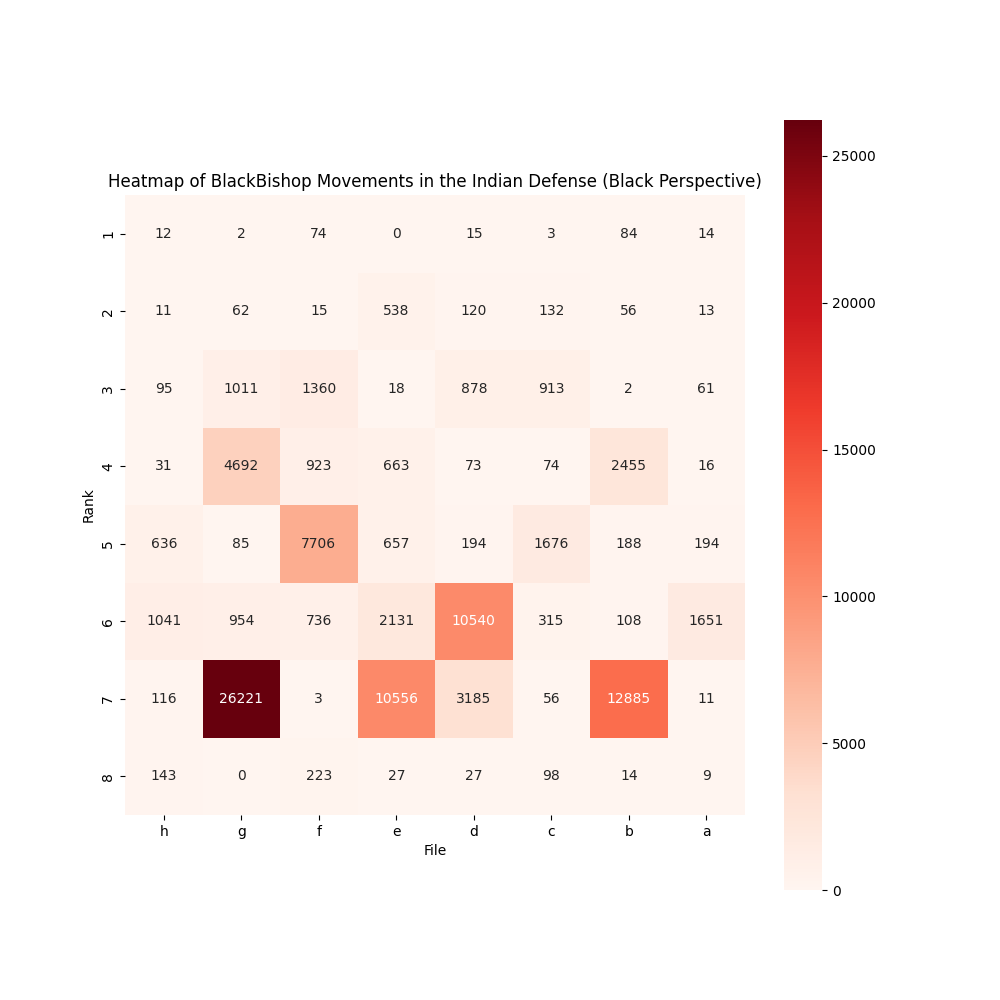 Heatmap of BlackBishop Movements in the Indian Defense (Black Perspective)
1 12 2 74 0 15 3 84 14
2 11 62 15 538 120 132 56 13
3 95 1011 1360 18 878 913 2 61
4 31 4692 923 663 73 74 2455 16
Rank
5 636 85 7706 657 194 1676 188 194
6 1041 954 736 2131 10540 315 108 1651
7 116 26221 3 10556 3185 56 12885 11
8 143 0 223 27 27 98 14 9
h g f e d c b a
File
25000
20000
15000
10000
5000
0